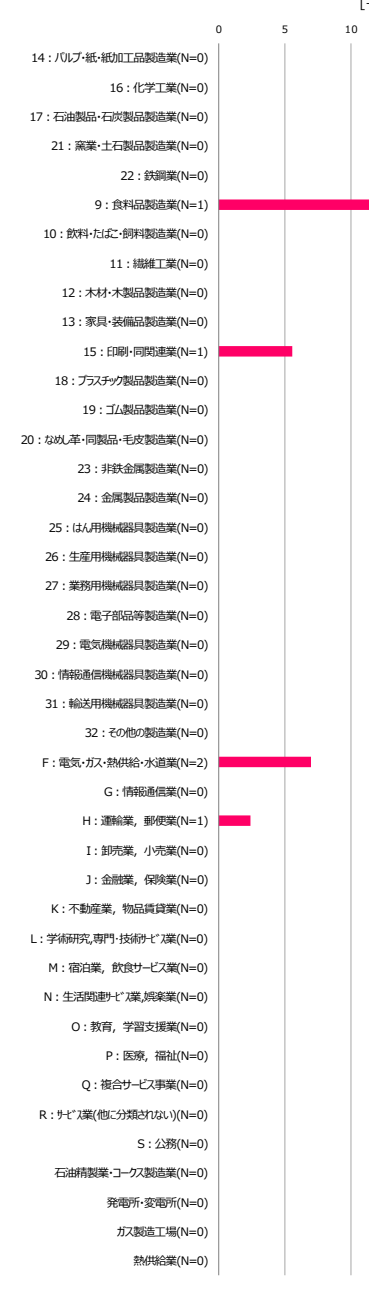 0 5 10
14：パルプ・紙・紙加工品製造業(N=0)
16：化学工業(N=0)
17：石油製品・石炭製品製造業(N=0)
21：窯業・土石製品製造業(N=0)
22：鉄鋼業(N=0)
9：食料品製造業(N=1)
10：飲料・たばこ・飼料製造業(N=0)
11：繊維工業(N=0)
12：木材・木製品製造業(N=0)
13：家具・装備品製造業(N=0)
15：印刷・同関連業(N=1)
18：プラスチック製品製造業(N=0)
19：ゴム製品製造業(N=0)
20：なめし革・同製品・毛皮製造業(N=0)
23：非鉄金属製造業(N=0)
24：金属製品製造業(N=0)
25：はん用機械器具製造業(N=0)
26：生産用機械器具製造業(N=0)
27：業務用機械器具製造業(N=0)
28：電子部品等製造業(N=0)
29：電気機械器具製造業(N=0)
30：情報通信機械器具製造業(N=0)
31：輸送用機械器具製造業(N=0)
32：その他の製造業(N=0)
F：電気・ガス・熱供給・水道業(N=2)
G：情報通信業(N=0)
H：運輸業，郵便業(N=1)
I：卸売業，小売業(N=0)
J：金融業，保険業(N=0)
K：不動産業，物品賃貸業(N=0)
L：学術研究,専門・技術ｻｰﾋﾞｽ業(N=0)
M：宿泊業，飲食サービス業(N=0)
N：生活関連ｻｰﾋﾞｽ業,娯楽業(N=0)
O：教育，学習支援業(N=0)
P：医療，福祉(N=0)
Q：複合サービス事業(N=0)
R：ｻｰﾋﾞｽ業(他に分類されない)(N=0)
S：公務(N=0)
石油精製業・コークス製造業(N=0)
発電所・変電所(N=0)
ガス製造工場(N=0)
熱供給業(N=0)